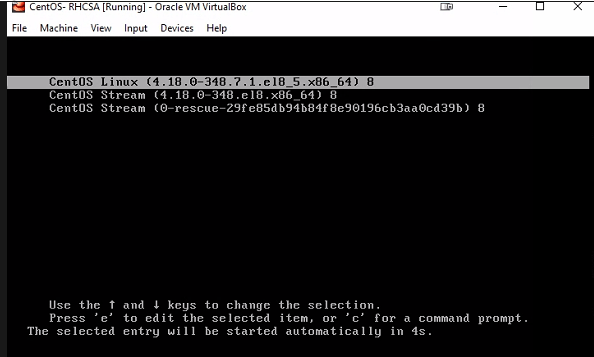 CentOS- RHCSA [Running] - Oracle VM VirtualBox
File Machine View Input Devices Help
CentOS Linux (4.18.0-348.7.1.el8_5.x86_64) 8
CentOS Stream (4.18.0-348.el8.x86_64) 8
CentOS Stream (0-rescue-29fe85db94b84f8e90196cb3aa0cd39b) 8
Use the ↑ and ↓ keys to change the selection.
Press 'e' to edit the selected item, or 'c' for a command prompt.
The selected entry will be started automatically in 4s.